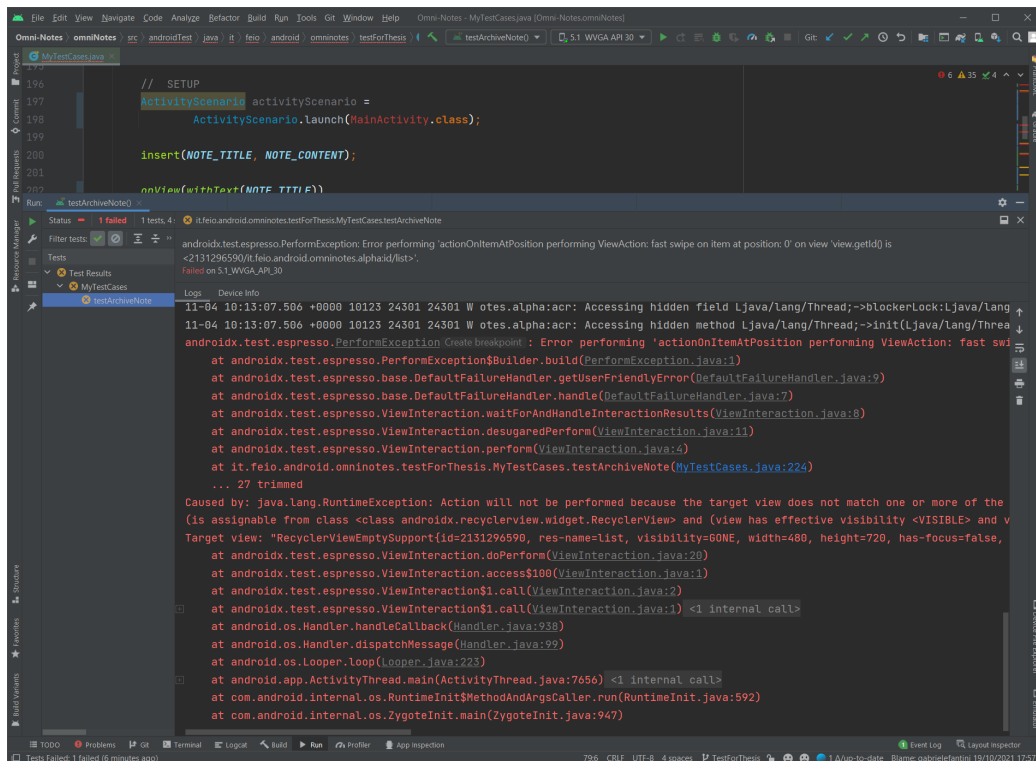 File Edit View Navigate Code Analyze Refactor Build Run Tools Git Window Help Omni-Notes - MyTestCases.java [Omni-Notes.omniNotes]
Omni-Notes omniNotes src androidTest java it feio android omninotes testForThesis testArchiveNote() 5.1 WVGA API 30 Git:
MyTestCases.java
195
196 // SETUP
6 35 4
197 ActivityScenario activityScenario =
198 ActivityScenario.launch(MainActivity.class);
199
200 insert(NOTE_TITLE, NOTE_CONTENT);
201
202 onView(withText(NOTE_TITLE))
Run: testArchiveNote()
Status 1 failed 1 tests, 4 it.feio.android.omninotes.testForThesis.MyTestCases.testArchiveNote
Filter tests: »
Tests
Test Results
MyTestCases
testArchiveNote
androidx.test.espresso.PerformException: Error performing 'actionOnItemAtPosition performing ViewAction: fast swipe on item at position: 0' on view 'view.getId() is
<2131296590/it.feio.android.omninotes.alpha:id/list>'.
Failed on 5.1_WVGA_API_30
Logs Device Info
11-04 10:13:07.506 +0000 10123 24301 24301 W otes.alpha:acr: Accessing hidden field Ljava/lang/Thread;->blockerLock:Ljava/lang
11-04 10:13:07.506 +0000 10123 24301 24301 W otes.alpha:acr: Accessing hidden method Ljava/lang/Thread;->init(Ljava/lang/Threa
androidx.test.espresso.PerformException Create breakpoint : Error performing 'actionOnItemAtPosition performing ViewAction: fast swi
at androidx.test.espresso.PerformException$Builder.build(PerformException.java:1)
at androidx.test.espresso.base.DefaultFailureHandler.getUserFriendlyError(DefaultFailureHandler.java:9)
at androidx.test.espresso.base.DefaultFailureHandler.handle(DefaultFailureHandler.java:7)
at androidx.test.espresso.ViewInteraction.waitForAndHandleInteractionResults(ViewInteraction.java:8)
at androidx.test.espresso.ViewInteraction.desugaredPerform(ViewInteraction.java:11)
at androidx.test.espresso.ViewInteraction.perform(ViewInteraction.java:4)
at it.feio.android.omninotes.testForThesis.MyTestCases.testArchiveNote(MyTestCases.java:224)
... 27 trimmed
Caused by: java.lang.RuntimeException: Action will not be performed because the target view does not match one or more of the
(is assignable from class <class androidx.recyclerview.widget.RecyclerView> and (view has effective visibility <VISIBLE> and v
Target view: "RecyclerViewEmptySupport{id=2131296590, res-name=list, visibility=GONE, width=480, height=720, has-focus=false,
at androidx.test.espresso.ViewInteraction.doPerform(ViewInteraction.java:20)
at androidx.test.espresso.ViewInteraction.access$100(ViewInteraction.java:1)
at androidx.test.espresso.ViewInteraction$1.call(ViewInteraction.java:2)
at androidx.test.espresso.ViewInteraction$1.call(ViewInteraction.java:1) <1 internal call>
at android.os.Handler.handleCallback(Handler.java:938)
at android.os.Handler.dispatchMessage(Handler.java:99)
at android.os.Looper.loop(Looper.java:223)
at android.app.ActivityThread.main(ActivityThread.java:7656) <1 internal call>
at com.android.internal.os.RuntimeInit$MethodAndArgsCaller.run(RuntimeInit.java:592)
at com.android.internal.os.ZygoteInit.main(ZygoteInit.java:947)
Project
Commit
Pull Requests
Resource Manager
Structure
Favorites
Build Variants
Device File Explorer
TODO Problems Git Terminal Logcat Build Run Profiler App Inspection Event Log Layout Inspector
Tests Failed: 1 failed (6 minutes ago) 79:6 CRLF UTF-8 4 spaces TestForThesis 1 Δ/up-to-date Blame: gabrielefantini 19/10/2021 17:57